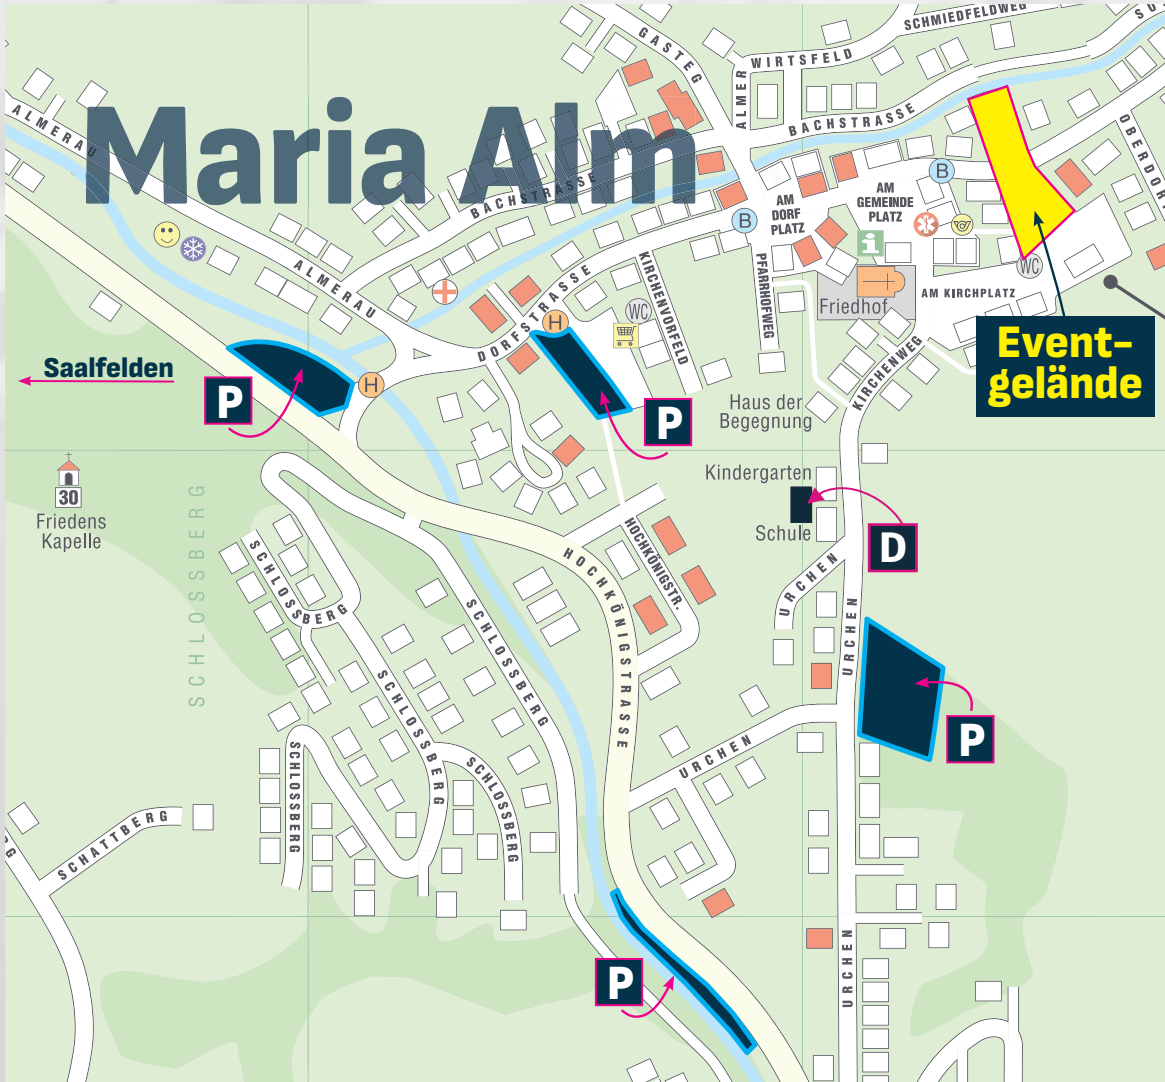 Maria Alm
GASTEG
SCHMIEDFELDWEG
WIRTSFELD
ALMER
BACHSTRASSE
ALMERAU
BACHSTRASSE
OBERDORF
B
AM
GEMEINDE
PLATZ
AM
DORF
PLATZ
B
i
WC
ALMERAU
PFARRHOFWEG
KIRCHENVORFELD
DORFSTRASSE
AM KIRCHPLATZ
Friedhof
WC
H
Event-
gelände
KIRCHENWEG
Saalfelden
H
P
P
Haus der
Begegnung
30
Friedens
Kapelle
SCHLOSSBERG
Kindergarten
Schule
D
HOCHKÖNIGSTR.
HOCHKÖNIGSTRASSE
URCHEN
URCHEN
SCHLOSSBERG
SCHLOSSBERG
SCHLOSSBERG
SCHLOSSBERG
SCHLOSSBERG
P
URCHEN
SCHATTBERG
URCHEN
P